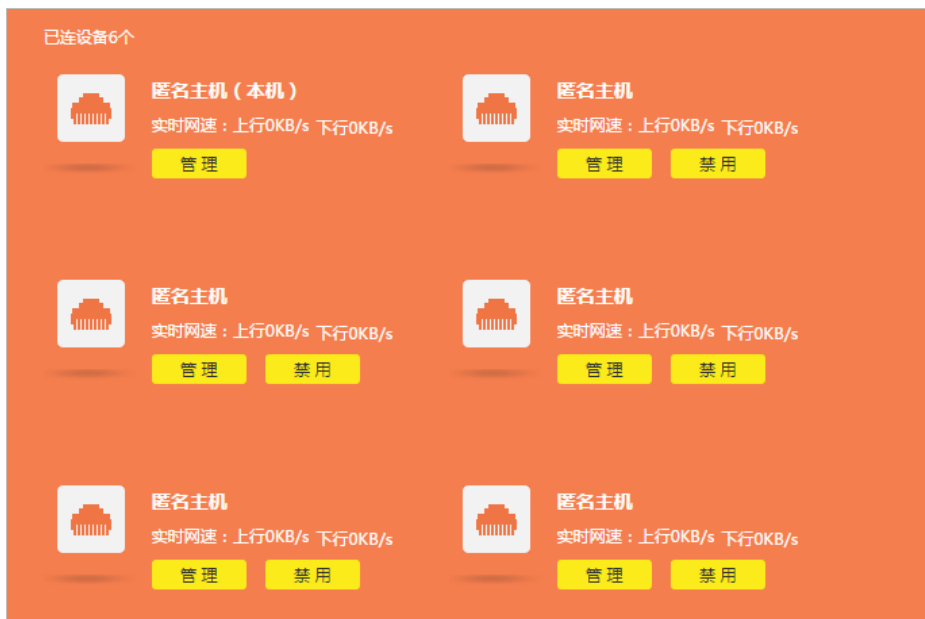 已连设备6个
匿名主机（本机）
实时网速：上行0KB/s 下行0KB/s
管 理
匿名主机
实时网速：上行0KB/s 下行0KB/s
管 理 禁 用
匿名主机
实时网速：上行0KB/s 下行0KB/s
管 理 禁 用
匿名主机
实时网速：上行0KB/s 下行0KB/s
管 理 禁 用
匿名主机
实时网速：上行0KB/s 下行0KB/s
管 理 禁 用
匿名主机
实时网速：上行0KB/s 下行0KB/s
管 理 禁 用